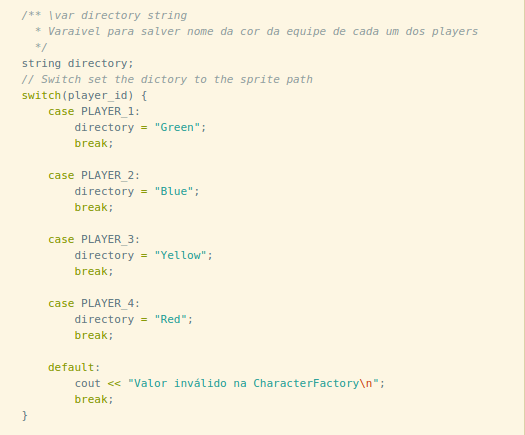 /** \var directory string
  * Varaivel para salver nome da cor da equipe de cada um dos players
  */
string directory;
// Switch set the dictory to the sprite path
switch(player_id) {
    case PLAYER_1:
        directory = "Green";
        break;

    case PLAYER_2:
        directory = "Blue";
        break;

    case PLAYER_3:
        directory = "Yellow";
        break;

    case PLAYER_4:
        directory = "Red";
        break;

    default:
        cout << "Valor inválido na CharacterFactory\n";
        break;
}